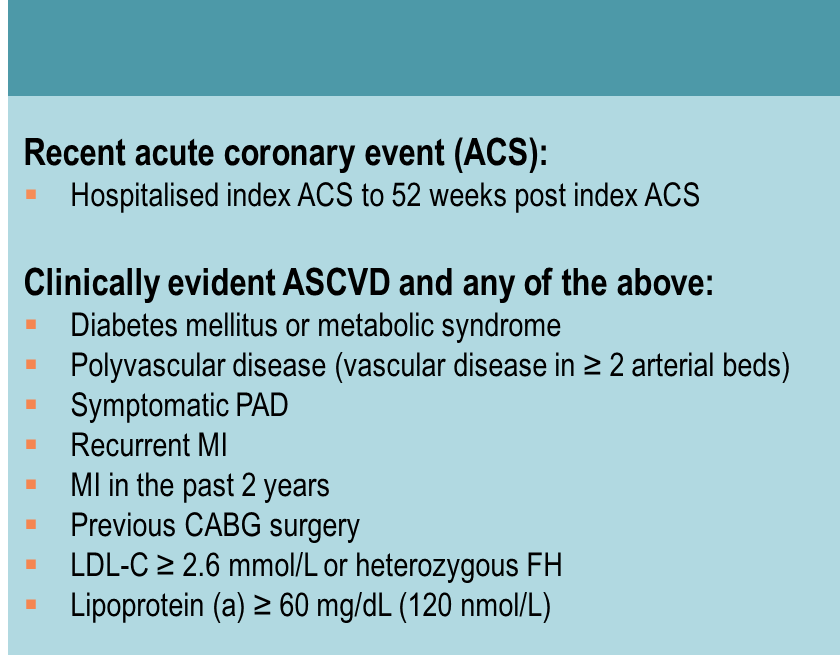 Recent acute coronary event (ACS):
▪ Hospitalised index ACS to 52 weeks post index ACS
Clinically evident ASCVD and any of the above:
▪ Diabetes mellitus or metabolic syndrome
▪ Polyvascular disease (vascular disease in ≥ 2 arterial beds)
▪ Symptomatic PAD
▪ Recurrent MI
▪ MI in the past 2 years
▪ Previous CABG surgery
▪ LDL-C ≥ 2.6 mmol/L or heterozygous FH
▪ Lipoprotein (a) ≥ 60 mg/dL (120 nmol/L)